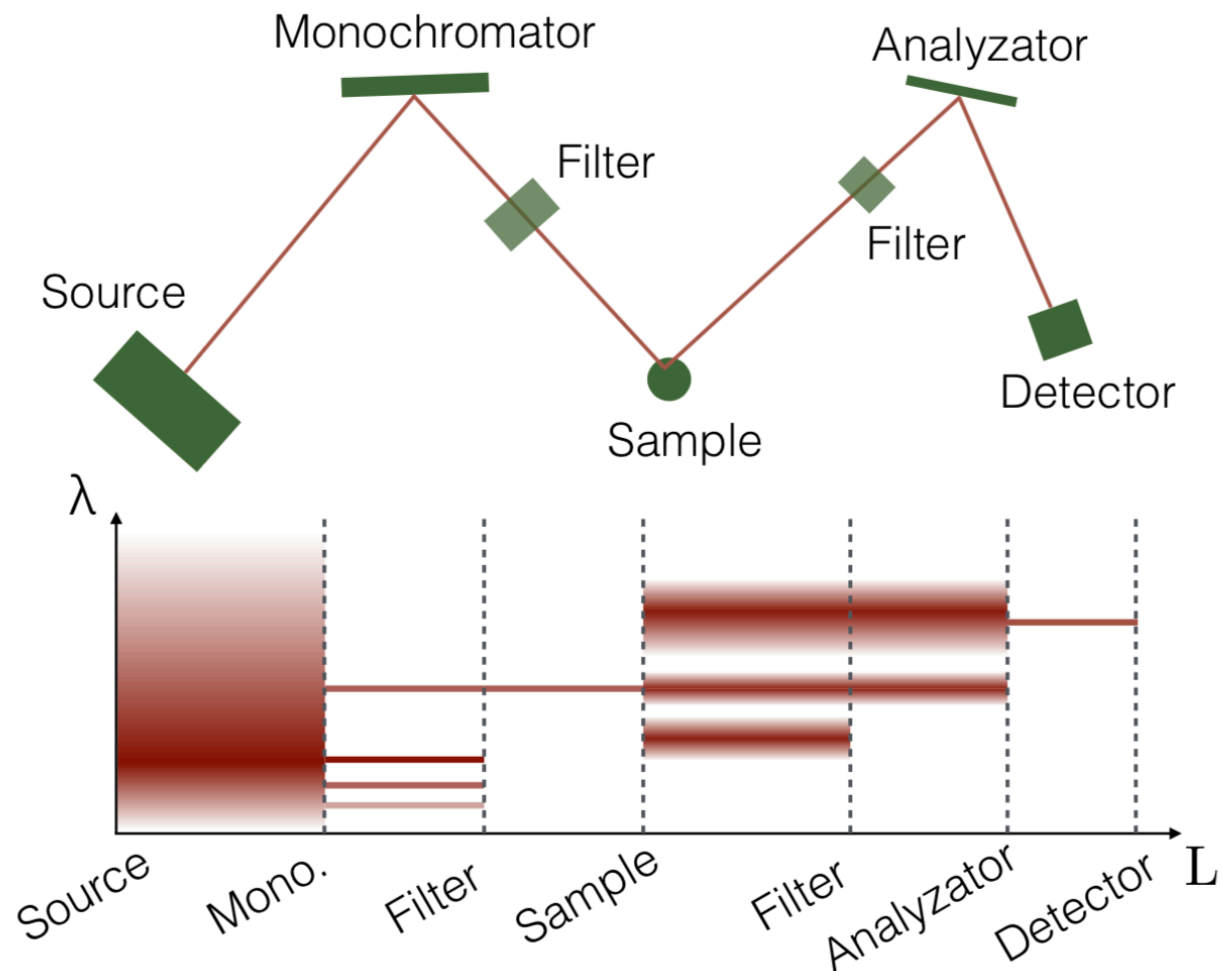 Monochromator
Analyzator
Filter
Filter
Source
Detector
Sample
λ
L
Source
Mono.
Filter
Sample
Filter
Analyzator
Detector